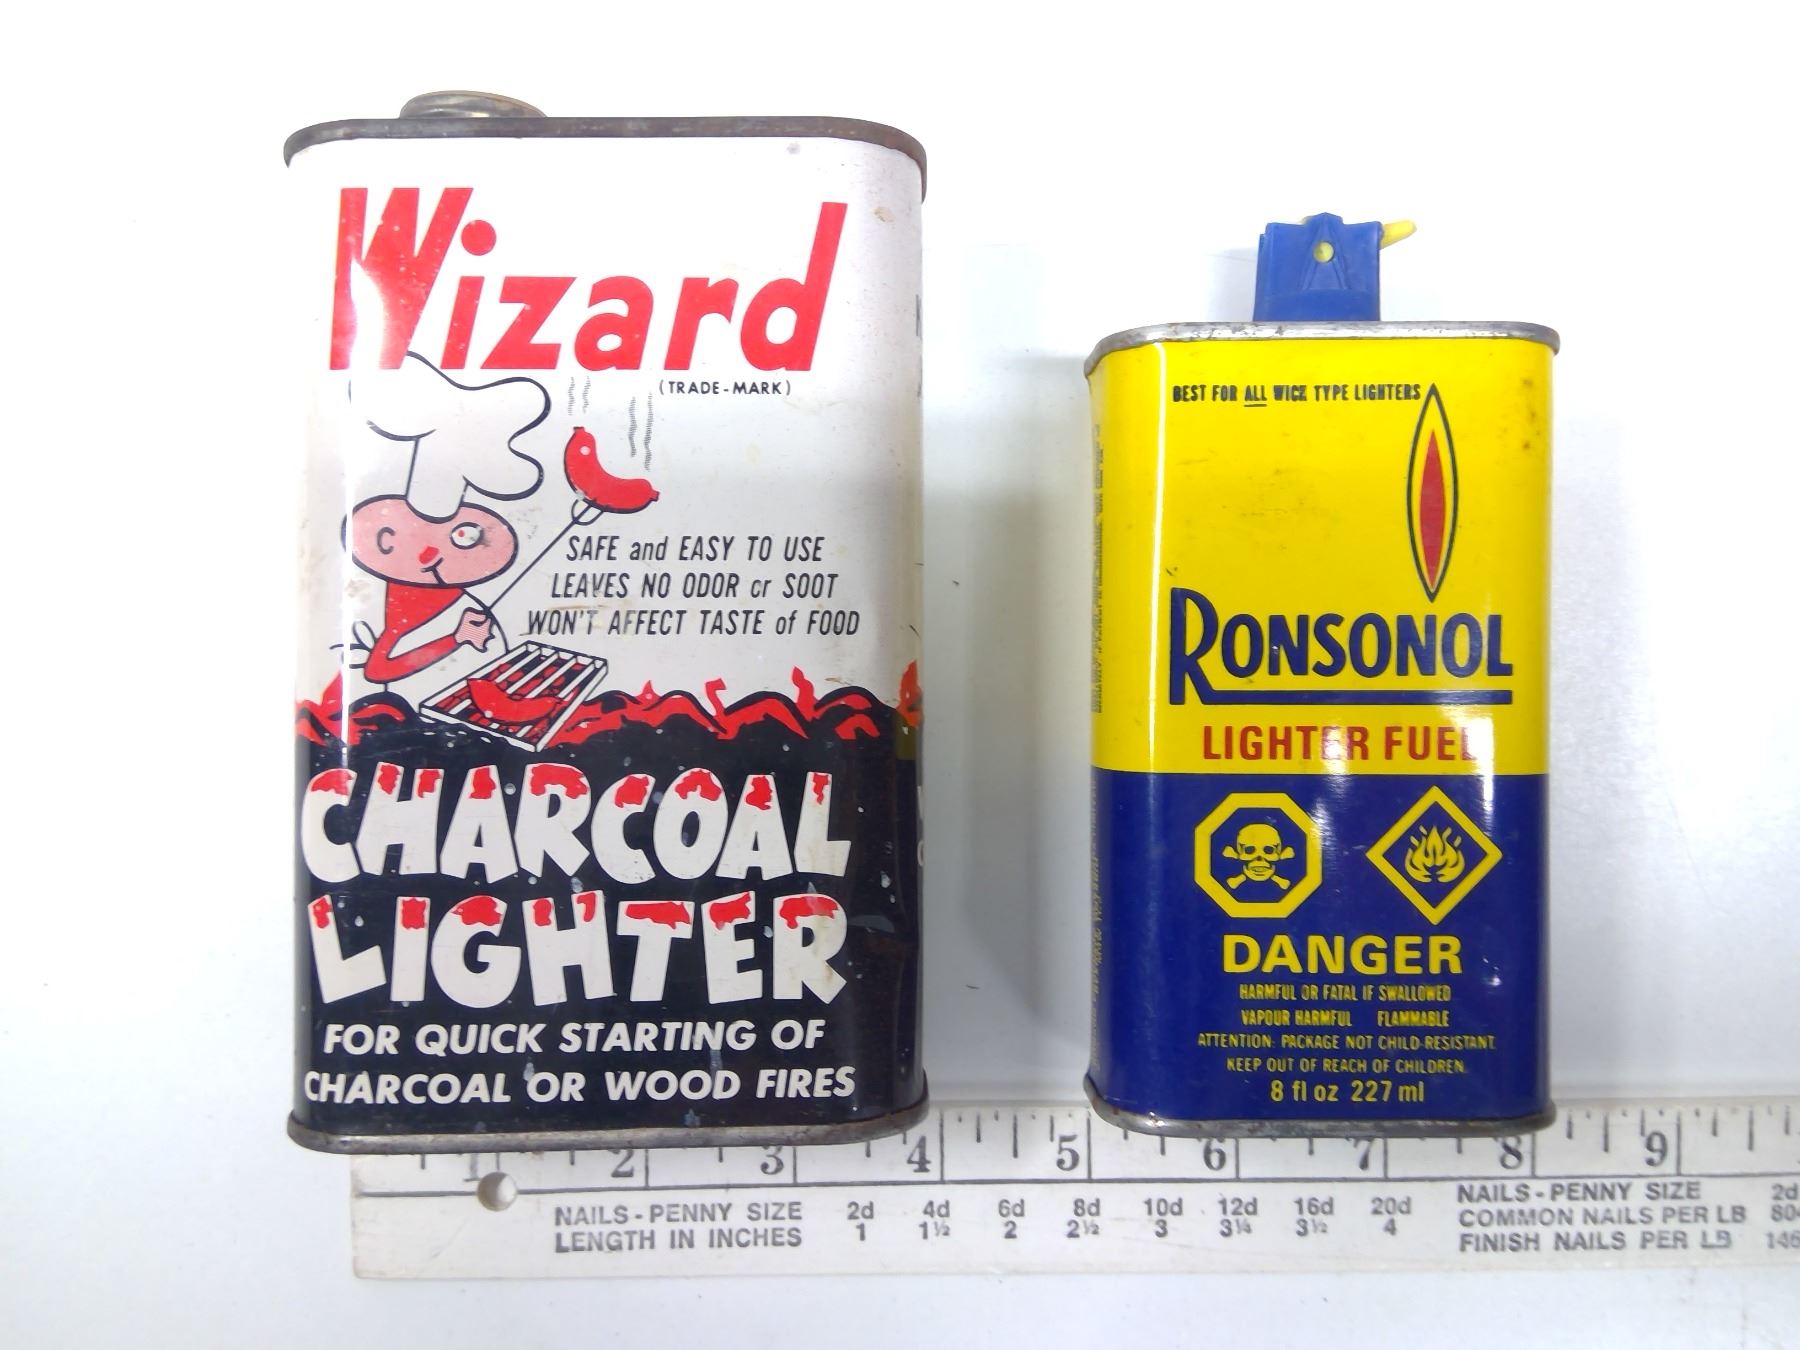 Wizard
(TRADE-MARK)
SAFE and EASY TO USE
LEAVES NO ODOR or SOOT
WON'T AFFECT TASTE of FOOD
CHARCOAL
LIGHTER
FOR QUICK STARTING OF
CHARCOAL OR WOOD FIRES
BEST FOR ALL WICK TYPE LIGHTERS
RONSONOL
LIGHTER FUEL
DANGER
HARMFUL OR FATAL IF SWALLOWED
VAPOUR HARMFUL FLAMMABLE
ATTENTION: PACKAGE NOT CHILD-RESISTANT.
KEEP OUT OF REACH OF CHILDREN.
8 fl oz 227 ml
1 2 3 4 5 6 7 8 9
NAILS-PENNY SIZE 2d 4d 6d 8d 10d 12d 16d 20d
LENGTH IN INCHES 1 1½ 2 2½ 3 3¼ 3½ 4
NAILS-PENNY SIZE 2d
COMMON NAILS PER LB
FINISH NAILS PER LB